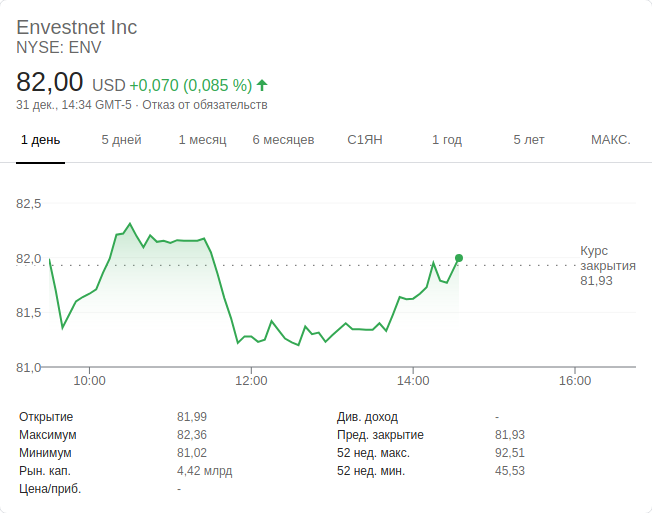 Envestnet Inc
NYSE: ENV
82,00 USD +0,070 (0,085 %)
31 дек., 14:34 GMT-5 · Отказ от обязательств
1 день 5 дней 1 месяц 6 месяцев С1ЯН 1 год 5 лет МАКС.
82,5
82,0
81,5
81,0
Курс
закрытия
81,93
10:00 12:00 14:00 16:00
Открытие 81,99 Див. доход -
Максимум 82,36 Пред. закрытие 81,93
Минимум 81,02 52 нед. макс. 92,51
Рын. кап. 4,42 млрд 52 нед. мин. 45,53
Цена/приб. -